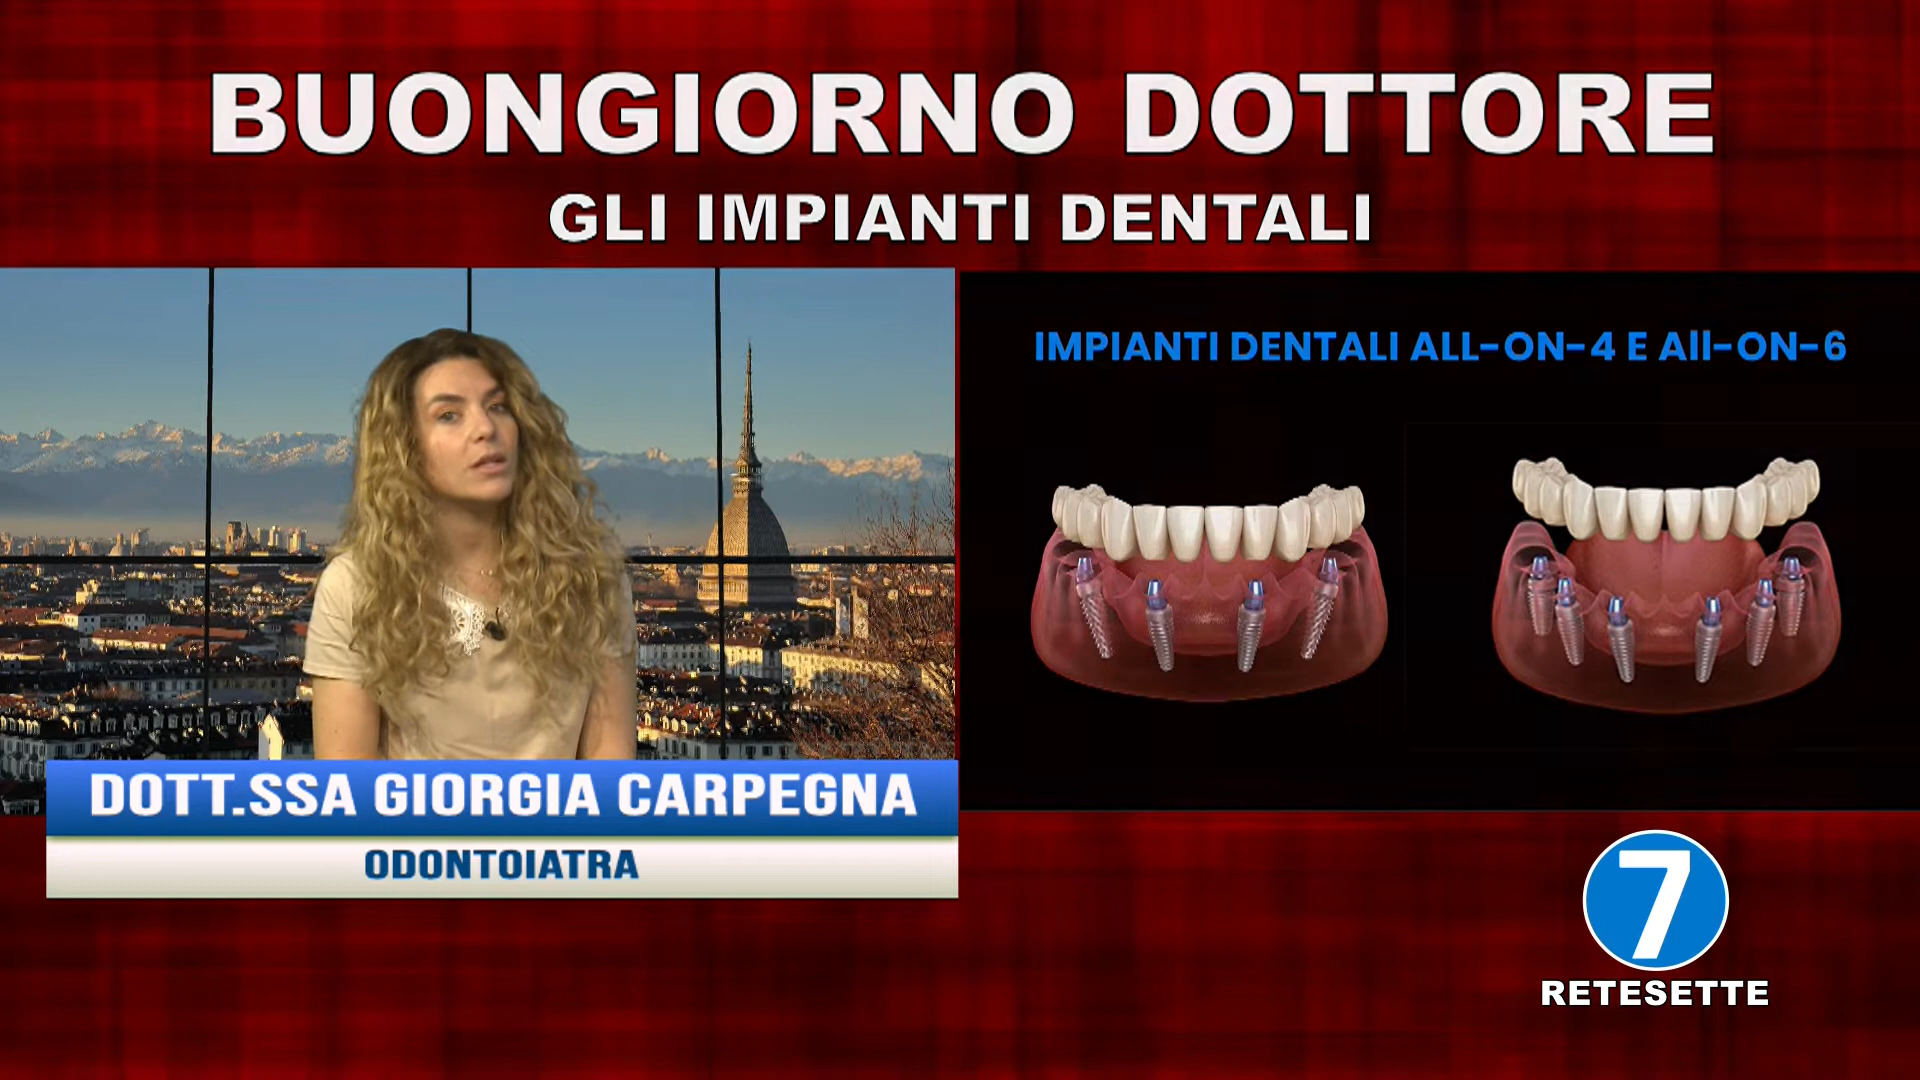 BUONGIORNO DOTTORE
GLI IMPIANTI DENTALI
IMPIANTI DENTALI ALL-ON-4 E All-ON-6
DOTT.SSA GIORGIA CARPEGNA
ODONTOIATRA
7
RETESETTE